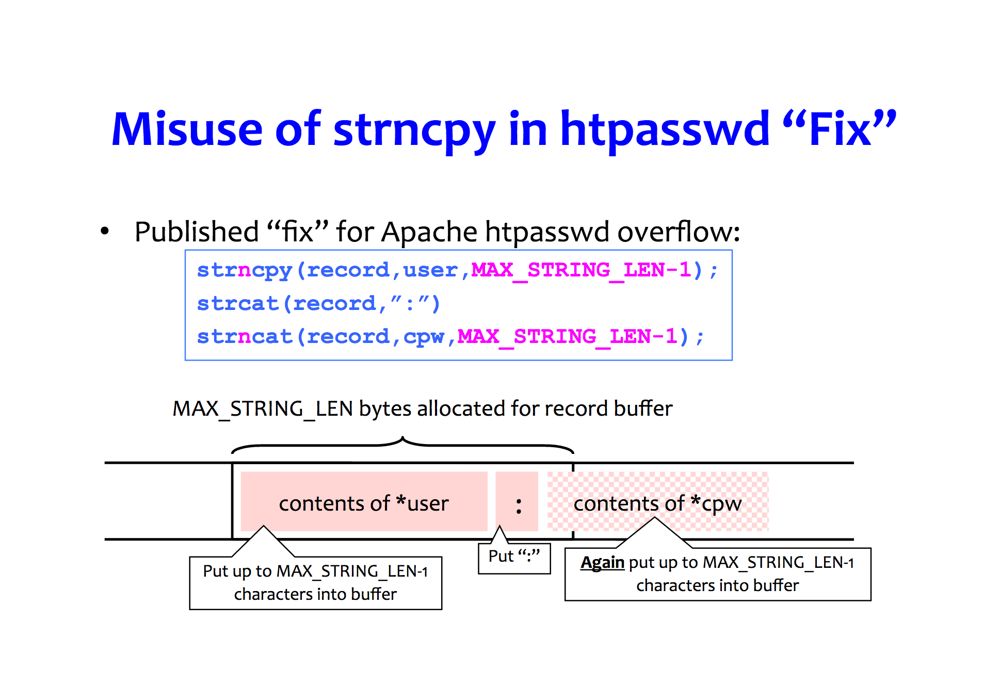 Misuse of strncpy in htpasswd “Fix”
• Published “fix” for Apache htpasswd overflow:
strncpy(record,user,MAX_STRING_LEN-1);
strcat(record,”:”)
strncat(record,cpw,MAX_STRING_LEN-1);
MAX_STRING_LEN bytes allocated for record buffer
contents of *user
:
contents of *cpw
Put up to MAX_STRING_LEN-1
characters into buffer
Put “:”
Again put up to MAX_STRING_LEN-1
characters into buffer